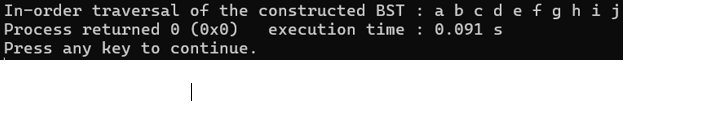 In-order traversal of the constructed BST : a b c d e f g h i j
Process returned 0 (0x0)   execution time : 0.091 s
Press any key to continue.